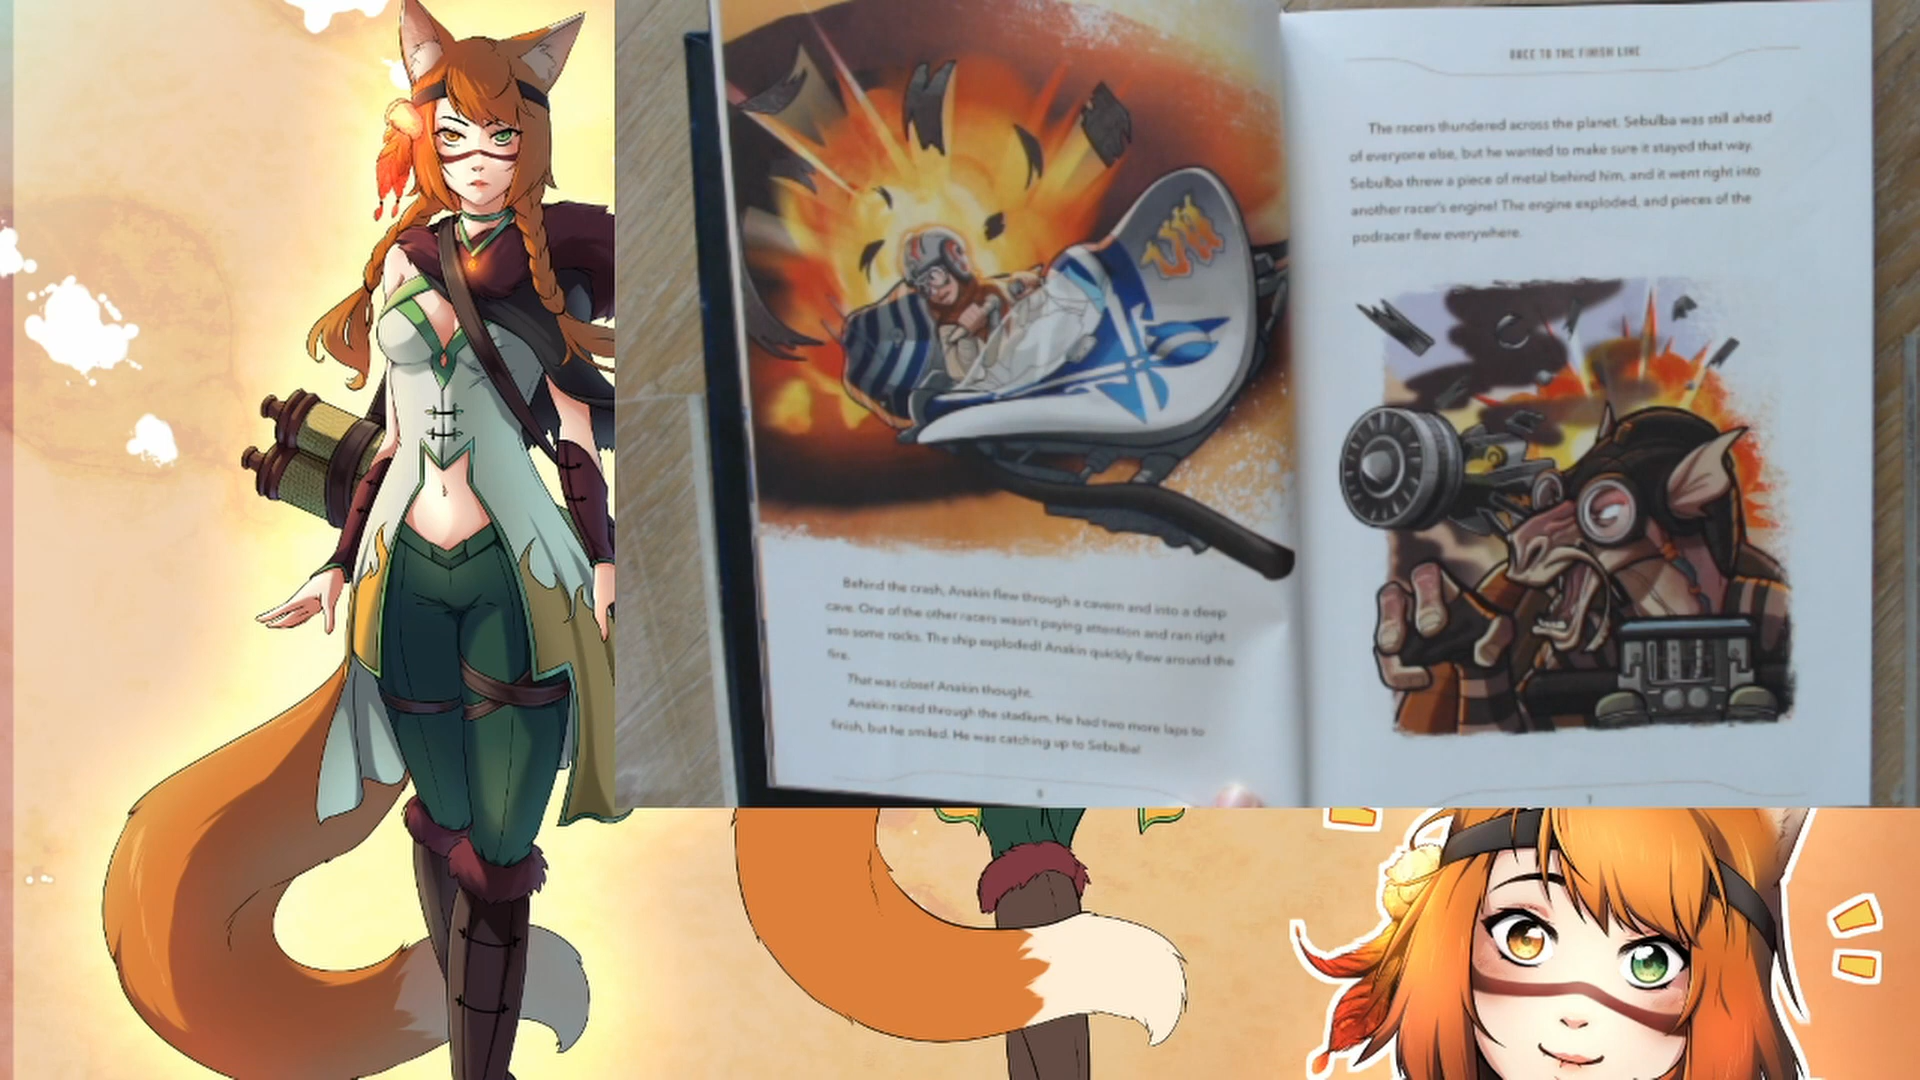 Behind the crash, Anakin flew through a cavern and into a deep
cave. One of the other racers wasn't paying attention and ran right
into some rocks. The ship exploded! Anakin quickly flew around the
fire.
That was close! Anakin thought.
Anakin raced through the stadium. He had two more laps to
finish, but he smiled. He was catching up to Sebulba!
RACE TO THE FINISH LINE
The racers thundered across the planet. Sebulba was still ahead
of everyone else, but he wanted to make sure it stayed that way.
Sebulba threw a piece of metal behind him, and it went right into
another racer's engine! The engine exploded, and pieces of the
podracer flew everywhere.
7